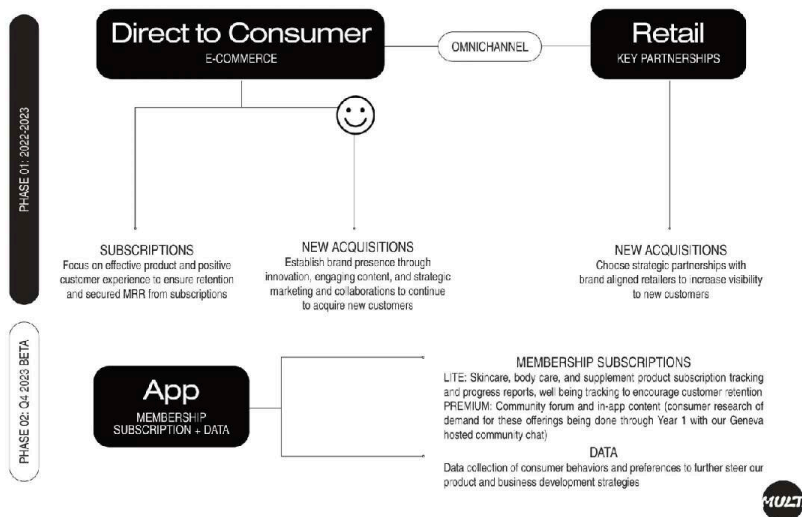 PHASE 01: 2022-2023
Direct to Consumer
E-COMMERCE
OMNICHANNEL
Retail
KEY PARTNERSHIPS
SUBSCRIPTIONS
Focus on effective product and positive
customer experience to ensure retention
and secured MRR from subscriptions
NEW ACQUISITIONS
Establish brand presence through
innovation, engaging content, and strategic
marketing and collaborations to continue
to acquire new customers
NEW ACQUISITIONS
Choose strategic partnerships with
brand aligned retailers to increase visibility
to new customers
PHASE 02: Q4 2023 BETA
App
MEMBERSHIP
SUBSCRIPTION + DATA
MEMBERSHIP SUBSCRIPTIONS
LITE: Skincare, body care, and supplement product subscription tracking
and progress reports, well being tracking to encourage customer retention
PREMIUM: Community forum and in-app content (consumer research of
demand for these offerings being done through Year 1 with our Geneva
hosted community chat)
DATA
Data collection of consumer behaviors and preferences to further steer our
product and business development strategies
MULT